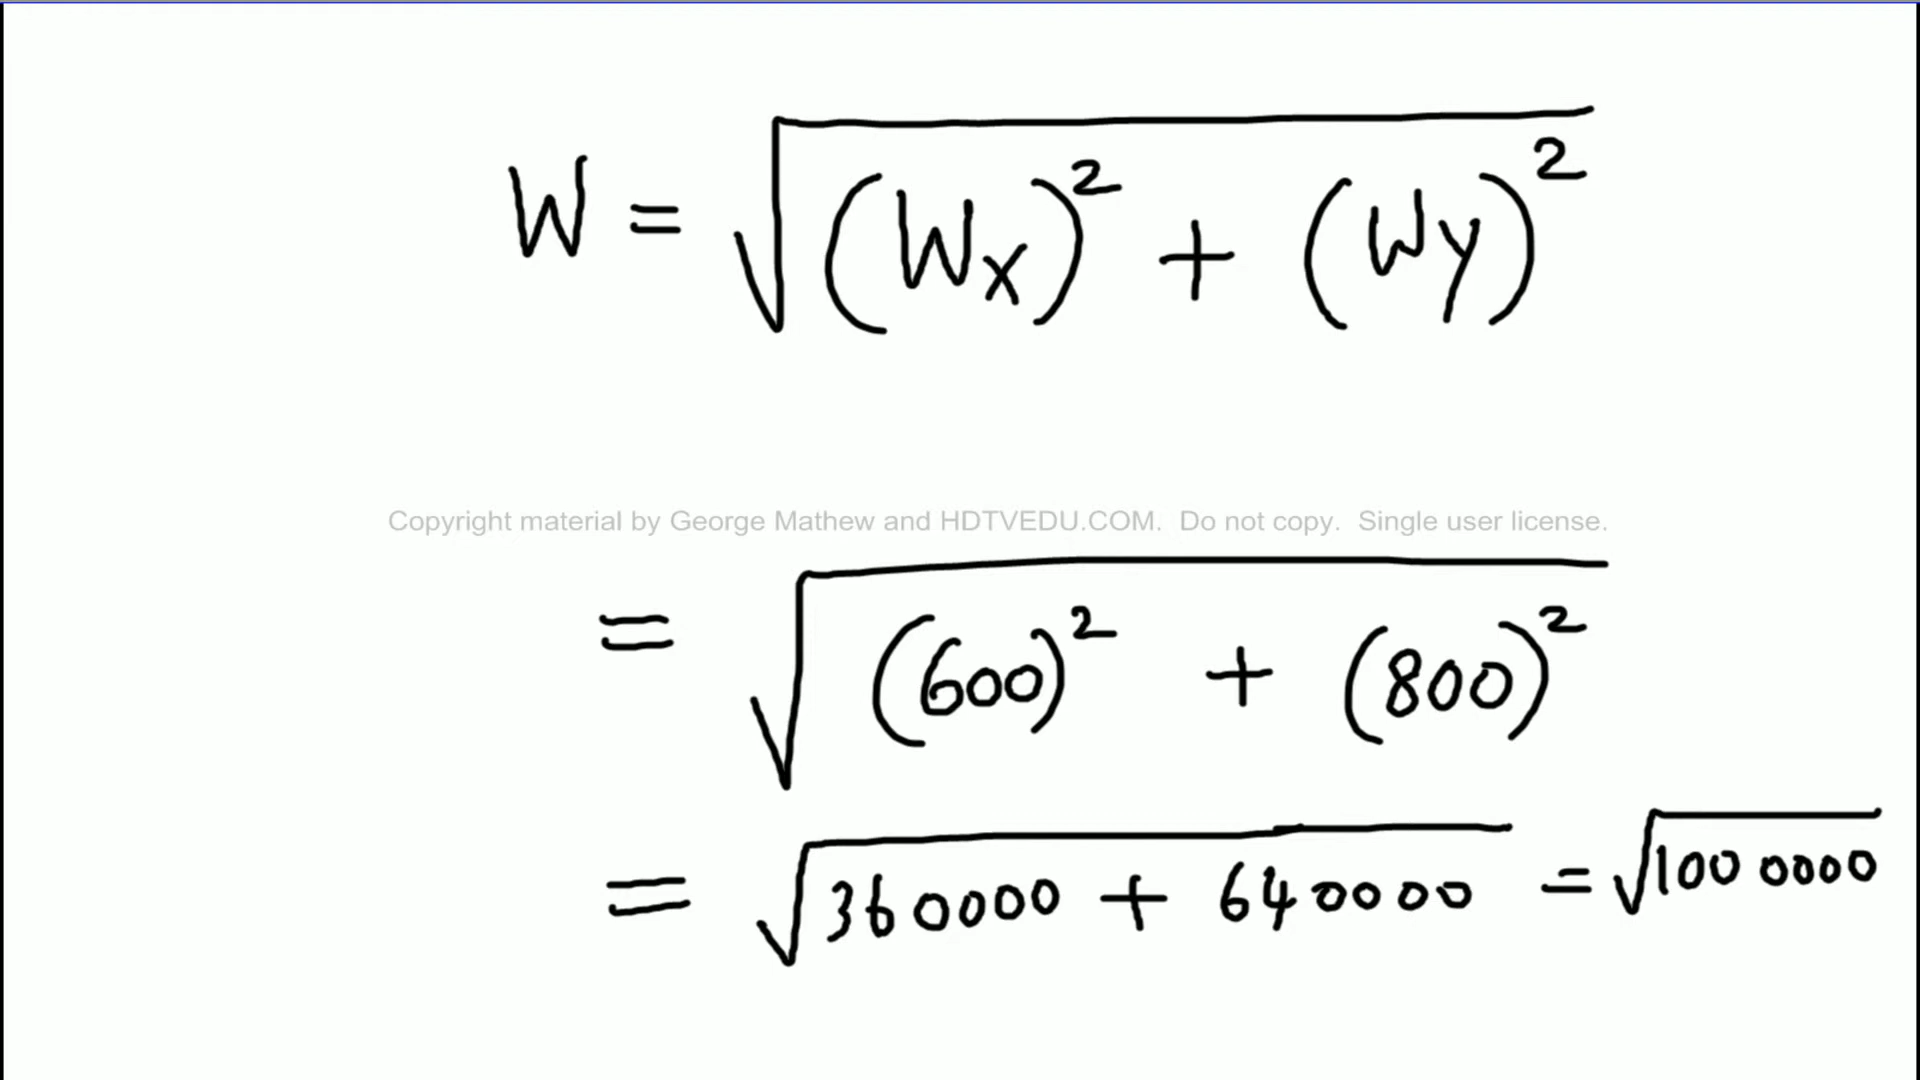 W = √(Wx)² + (Wy)²
Copyright material by George Mathew and HDTVEDU.COM. Do not copy. Single user license.
= √(600)² + (800)²
= √360000 + 640000 = √1000000